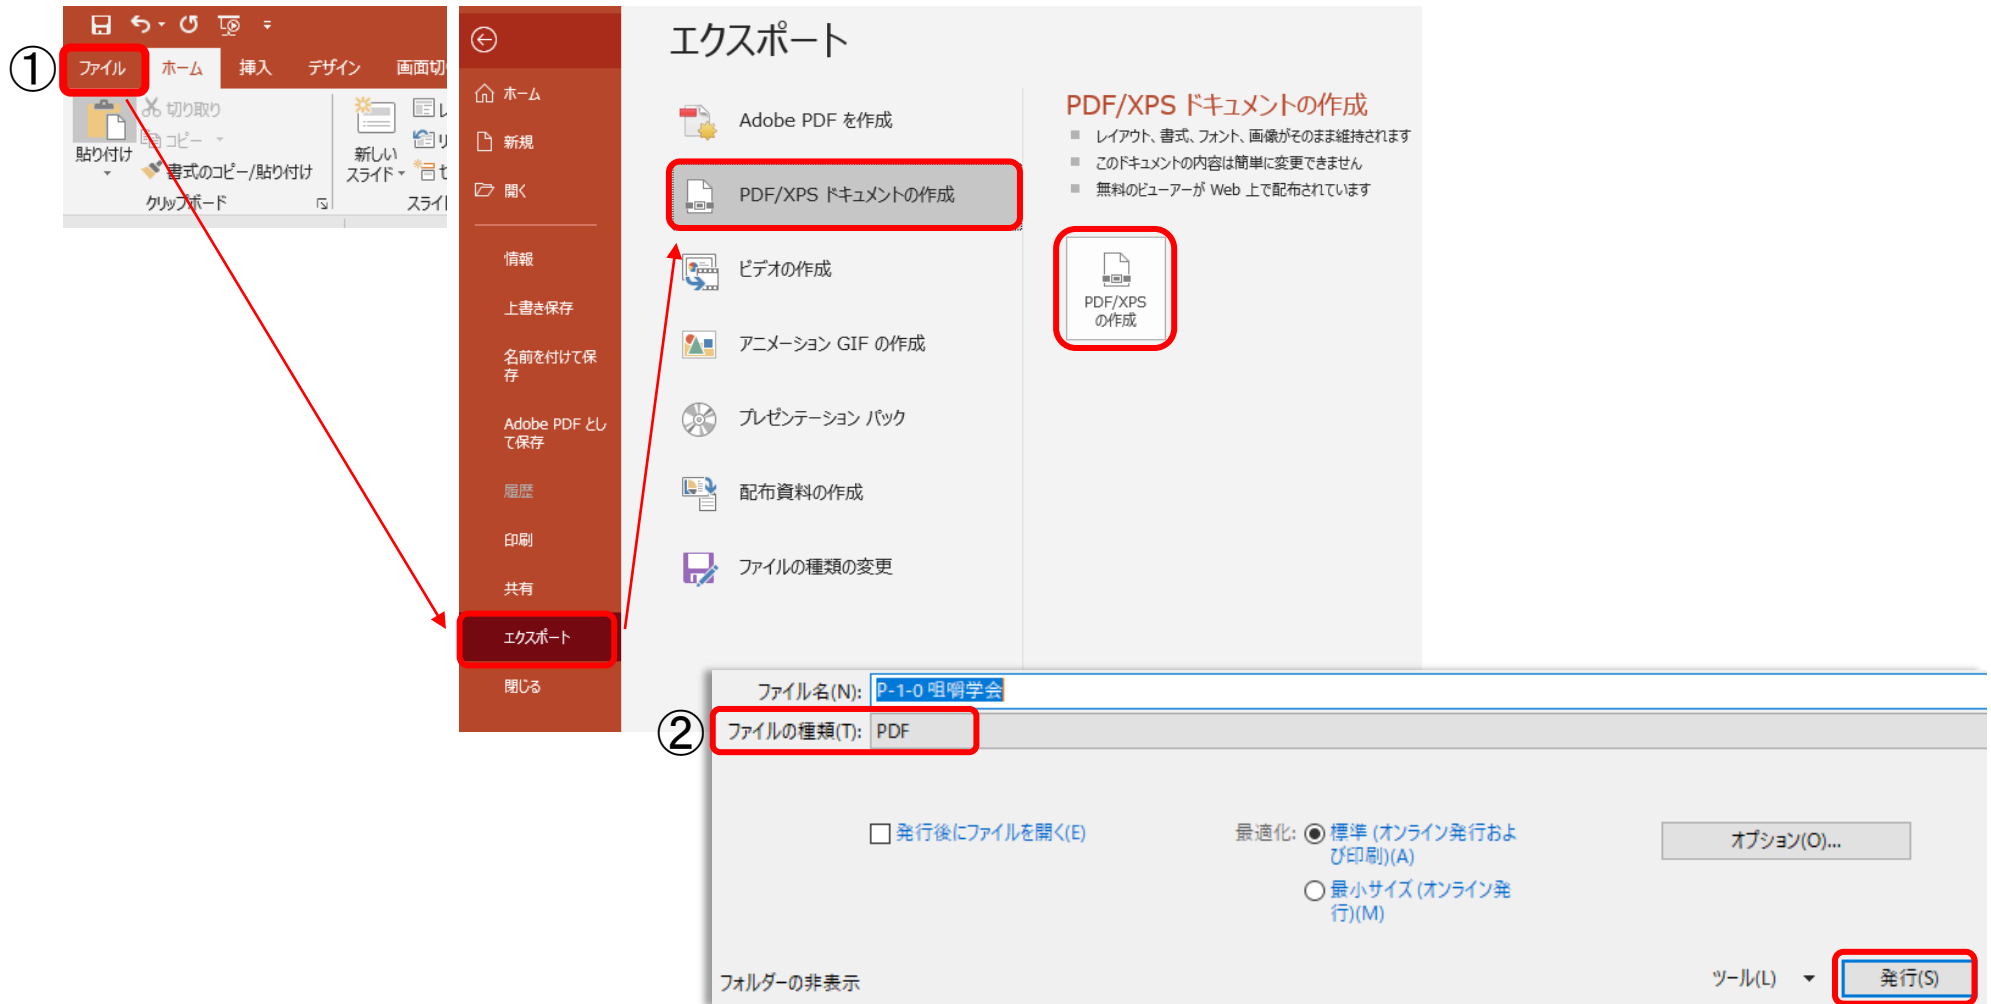 ①
ファイル
ホーム
挿入
デザイン
画面切
貼り付け
切り取り
コピー
書式のコピー/貼り付け
クリップボード
新しい
スライド
スライ
ホーム
新規
開く
情報
上書き保存
名前を付けて保
存
Adobe PDF とし
て保存
履歴
印刷
共有
エクスポート
閉じる
エクスポート
Adobe PDF を作成
PDF/XPS ドキュメントの作成
ビデオの作成
アニメーション GIF の作成
プレゼンテーション パック
配布資料の作成
ファイルの種類の変更
PDF/XPS ドキュメントの作成
レイアウト、書式、フォント、画像がそのまま維持されます
このドキュメントの内容は簡単に変更できません
無料のビューアーが Web 上で配布されています
PDF/XPS
の作成
②
ファイル名(N): P-1-0 咀嚼学会
ファイルの種類(T): PDF
発行後にファイルを開く(E)
最適化: 標準 (オンライン発行およ
び印刷)(A)
最小サイズ (オンライン発
行)(M)
オプション(O)...
フォルダーの非表示
ツール(L)
発行(S)